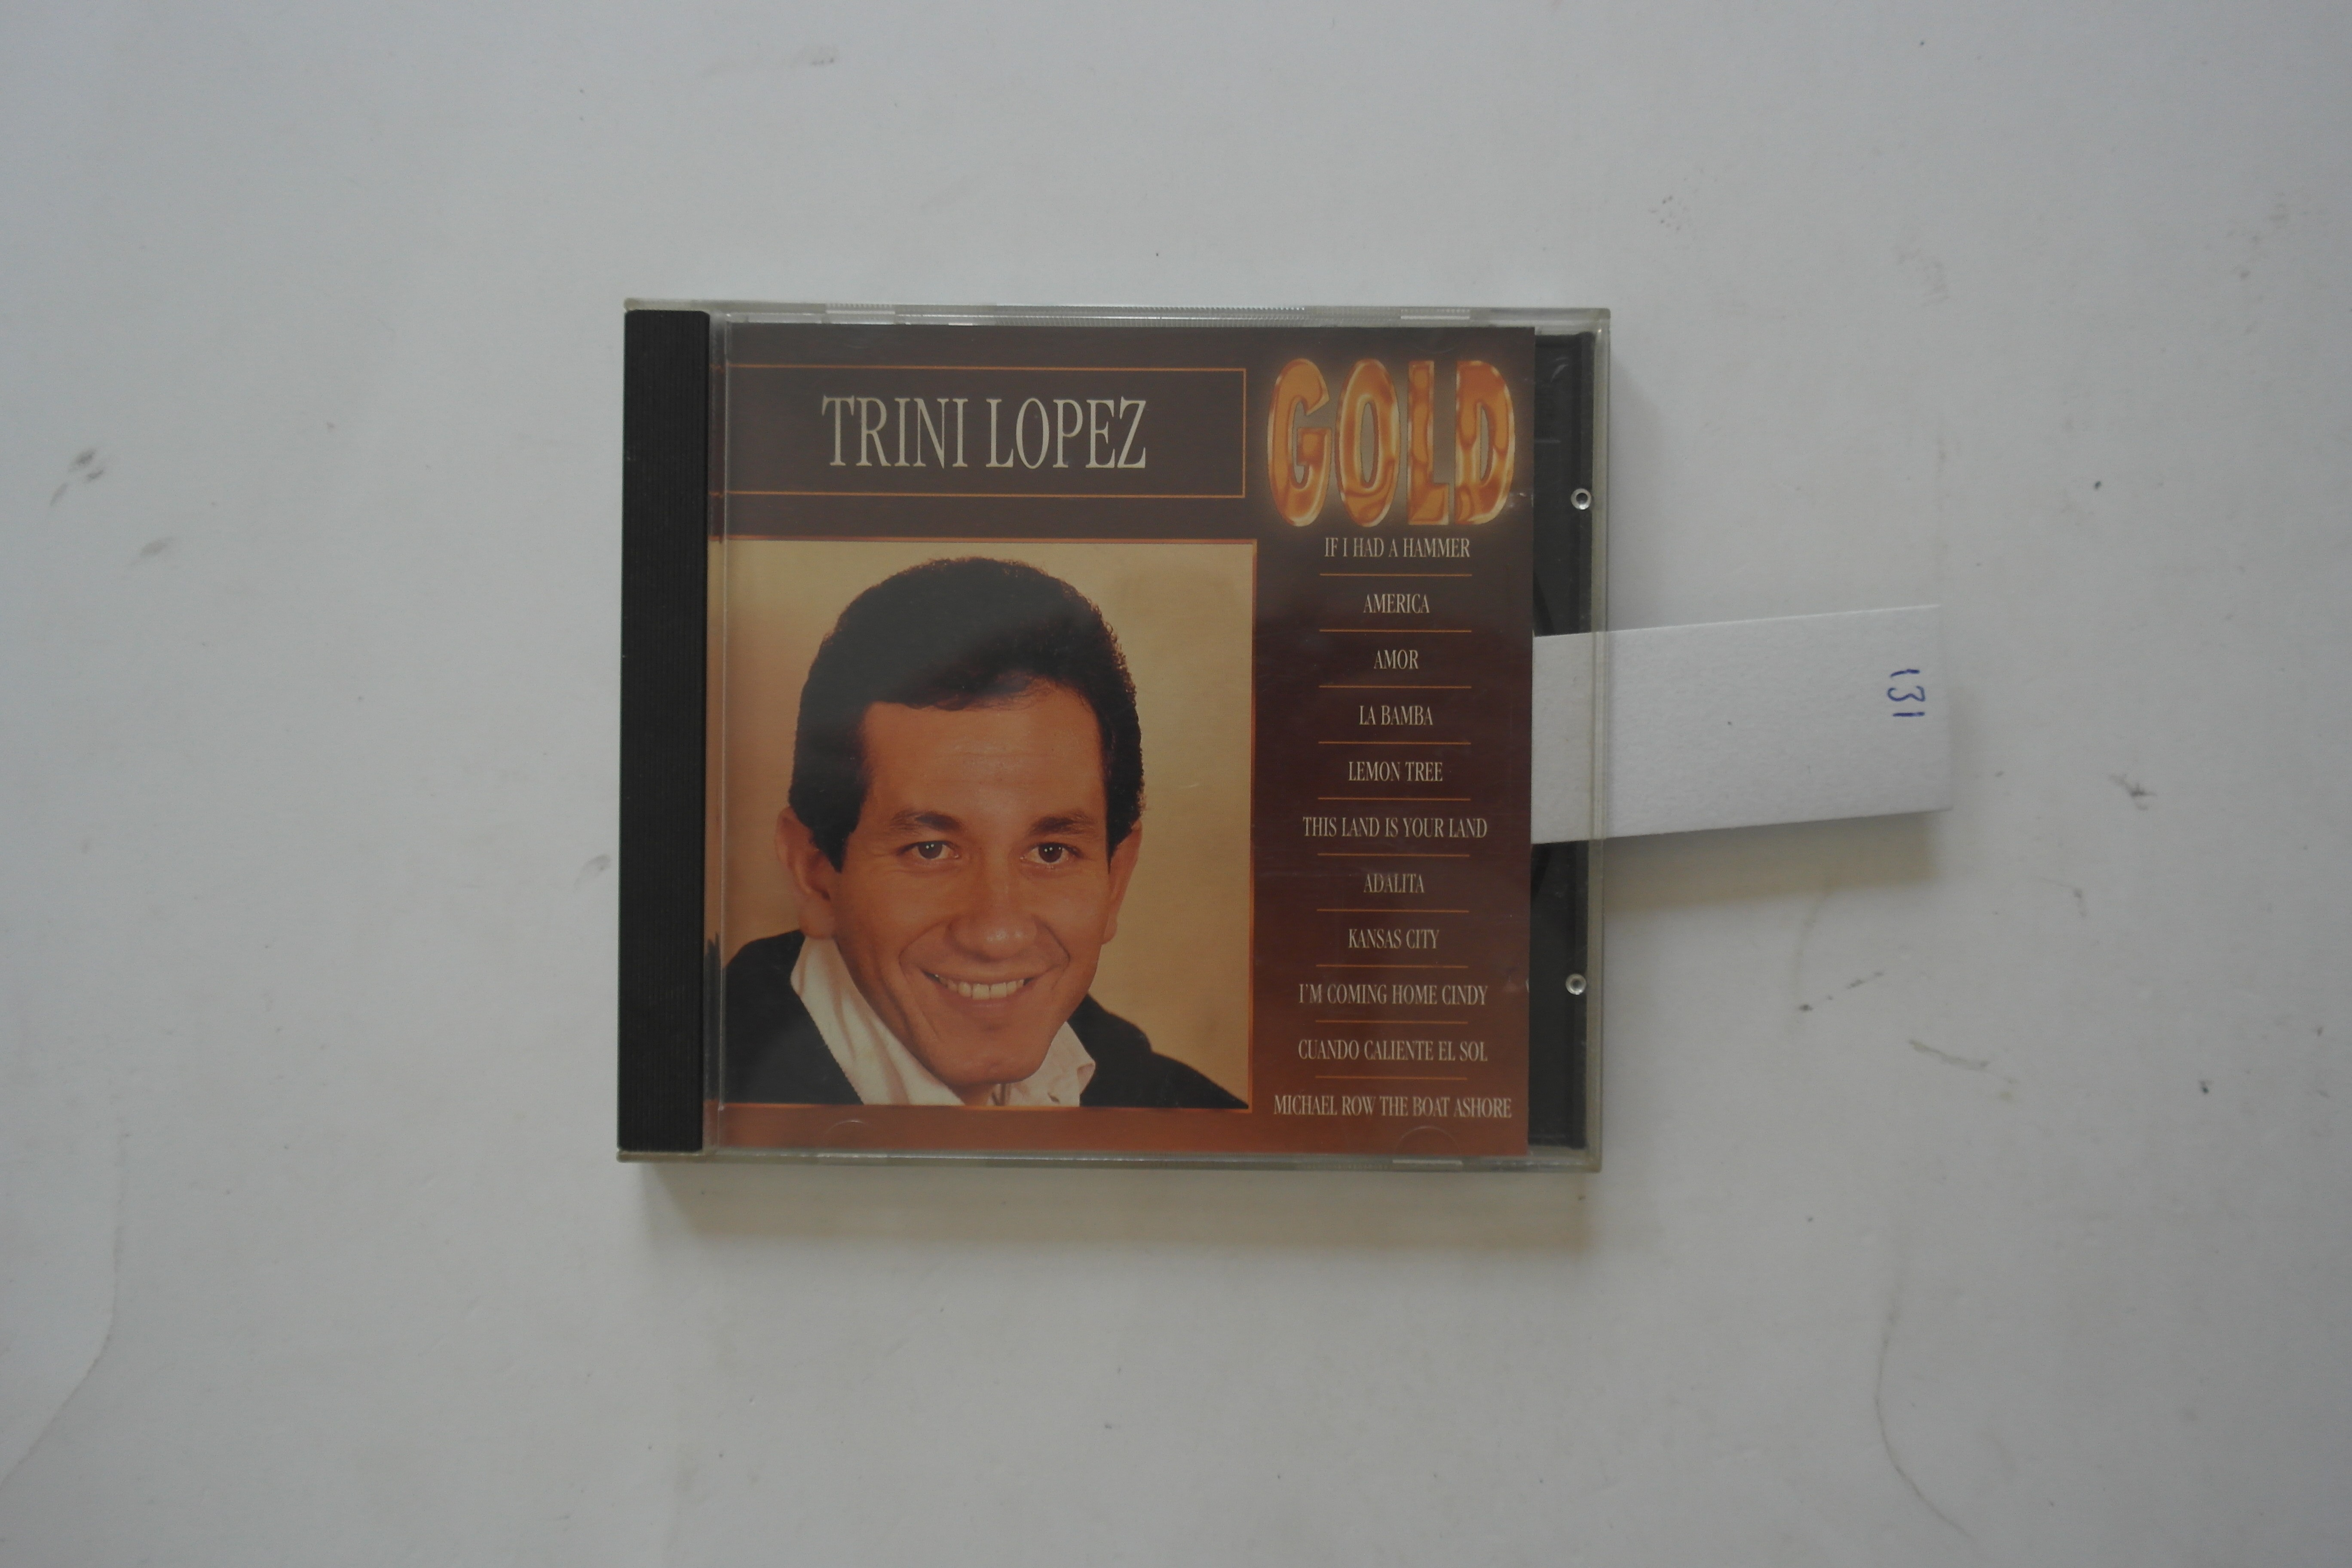 TRINI LOPEZ
GOLD
IF I HAD A HAMMER
AMERICA
AMOR
LA BAMBA
LEMON TREE
THIS LAND IS YOUR LAND
ADALITA
KANSAS CITY
I'M COMING HOME CINDY
CUANDO CALIENTE EL SOL
MICHAEL ROW THE BOAT ASHORE
131